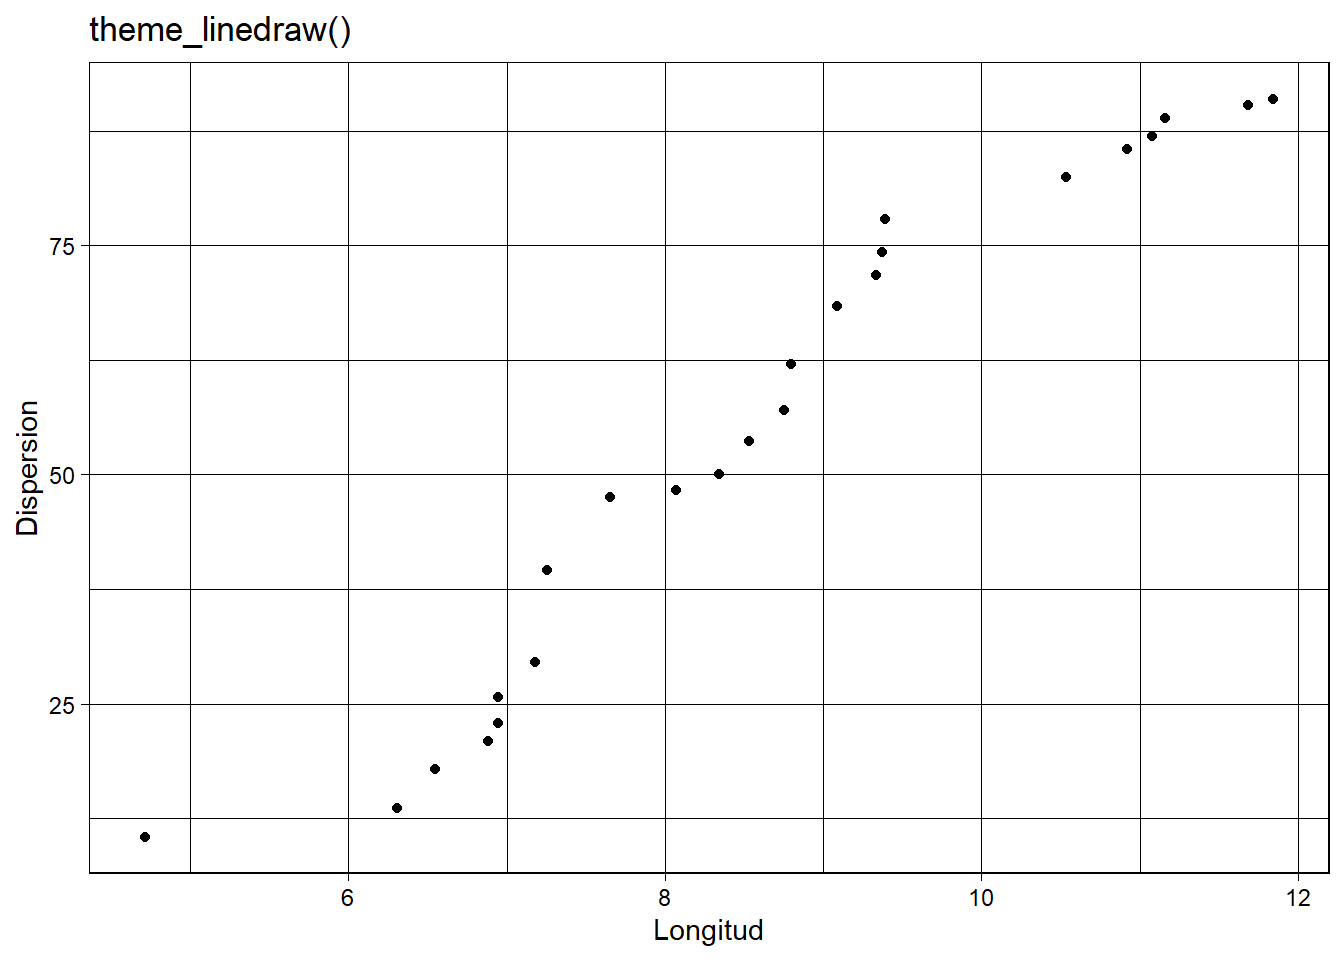 theme_linedraw()
75
50
25
Dispersion
6 8 10 12
Longitud